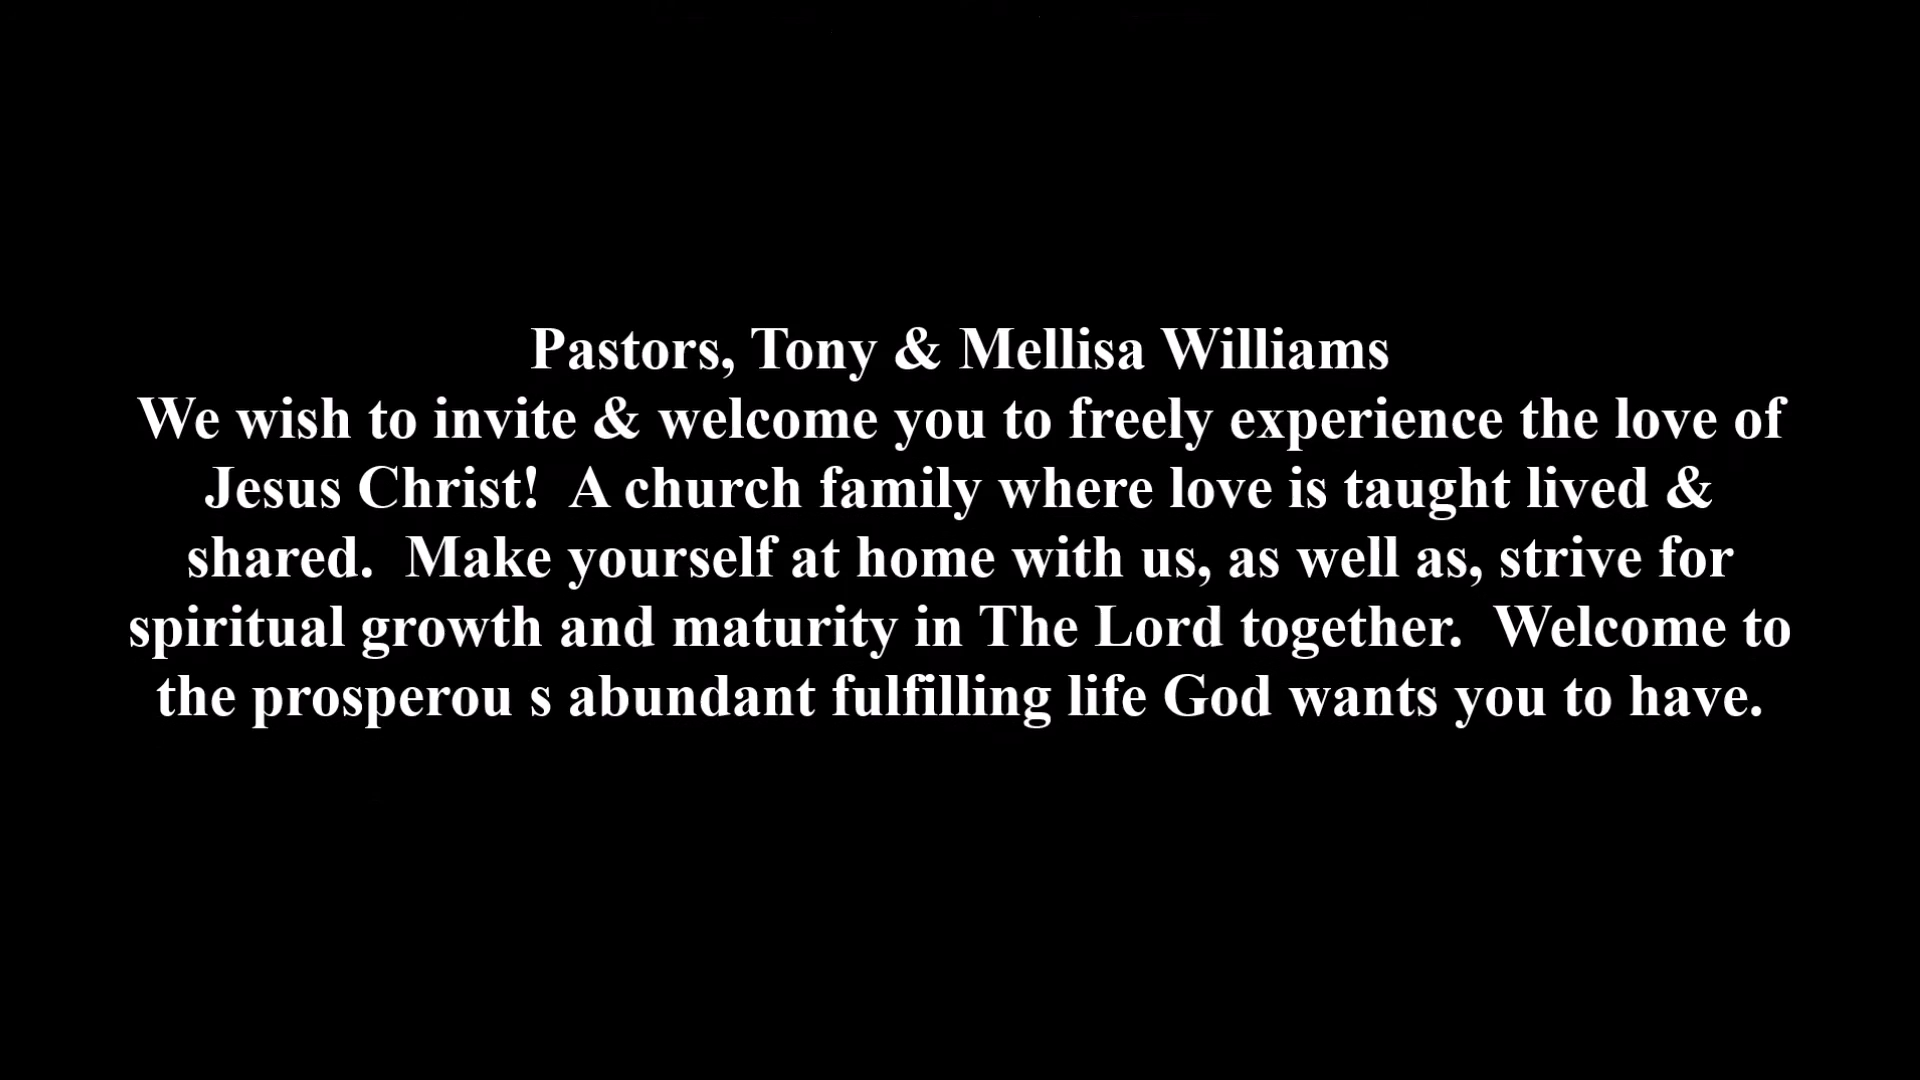 Pastors, Tony & Mellisa Williams
We wish to invite & welcome you to freely experience the love of
Jesus Christ!  A church family where love is taught lived &
shared.  Make yourself at home with us, as well as, strive for
spiritual growth and maturity in The Lord together.  Welcome to
the prosperou s abundant fulfilling life God wants you to have.